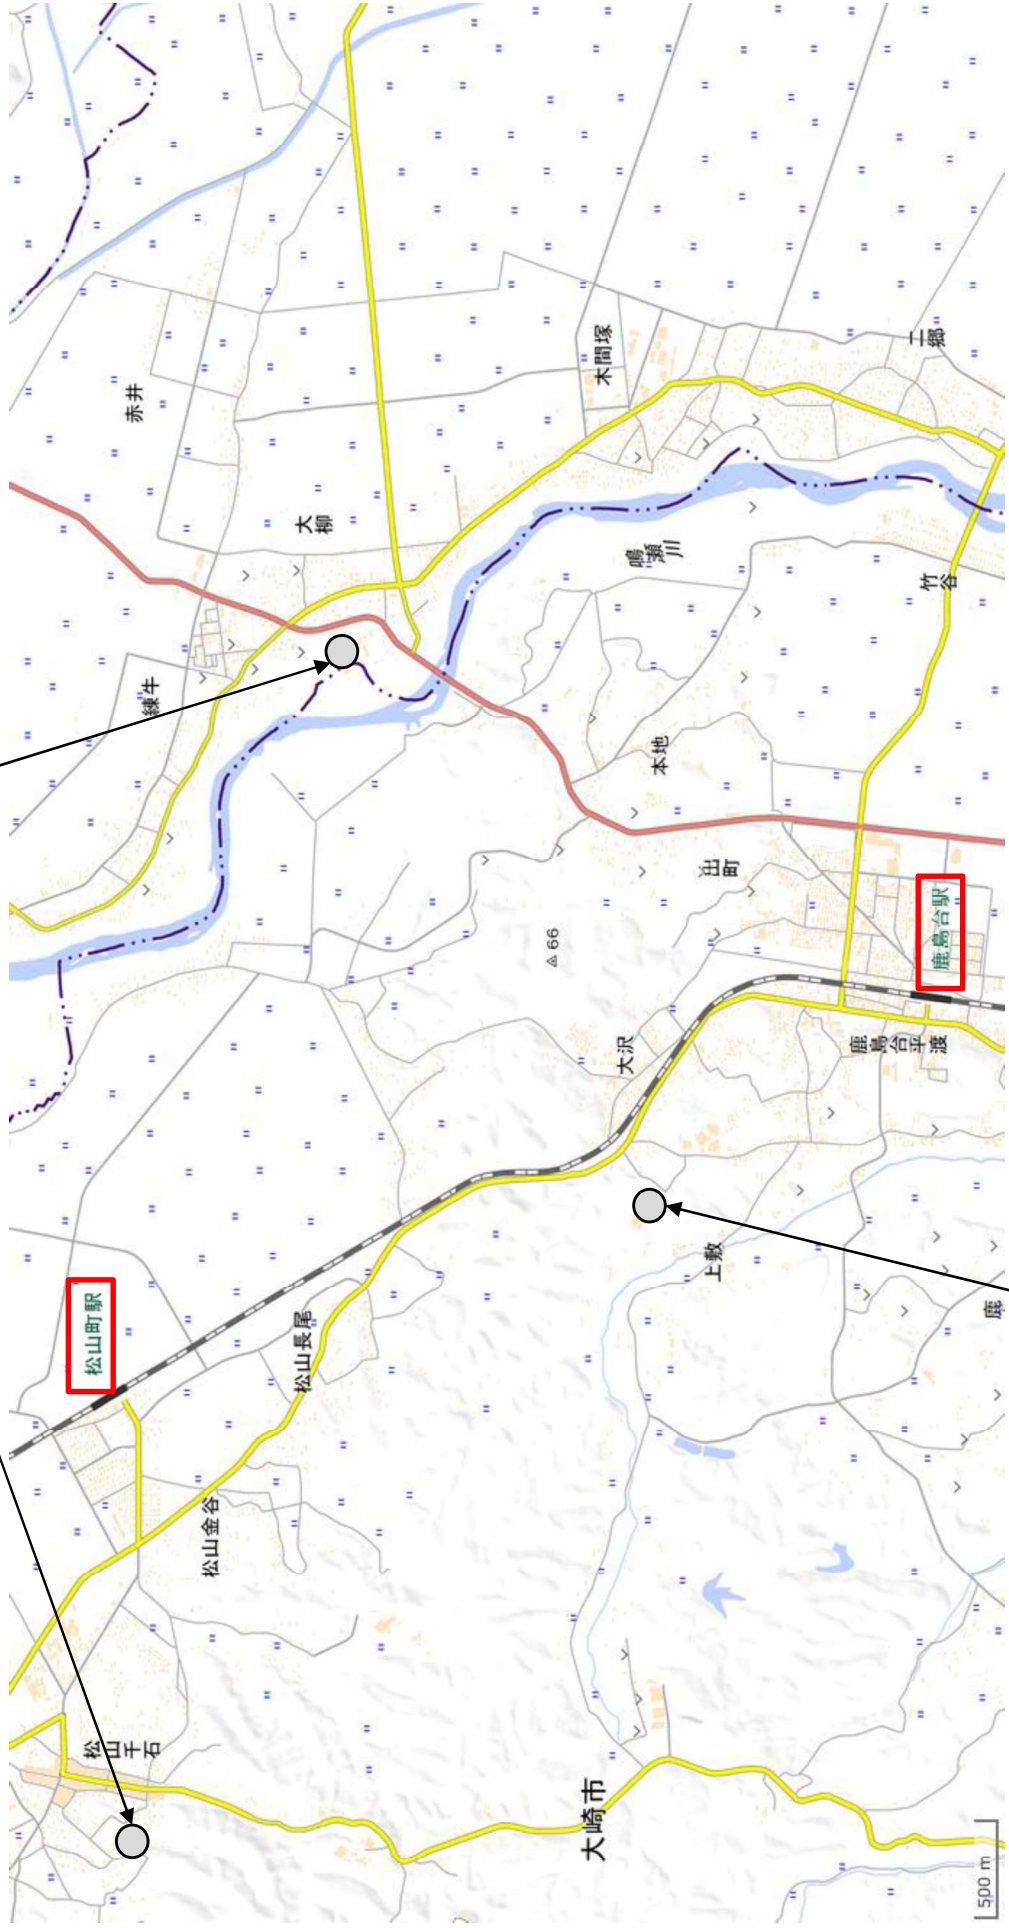 赤井
大柳
練牛
木間塚
二郷
鳴瀬川
竹谷
本地
出町
66
大沢
鹿島台駅
鹿島台平渡
上敷
鹿
松山町駅
松山長尾
松山金谷
松山千石
大崎市
500 m